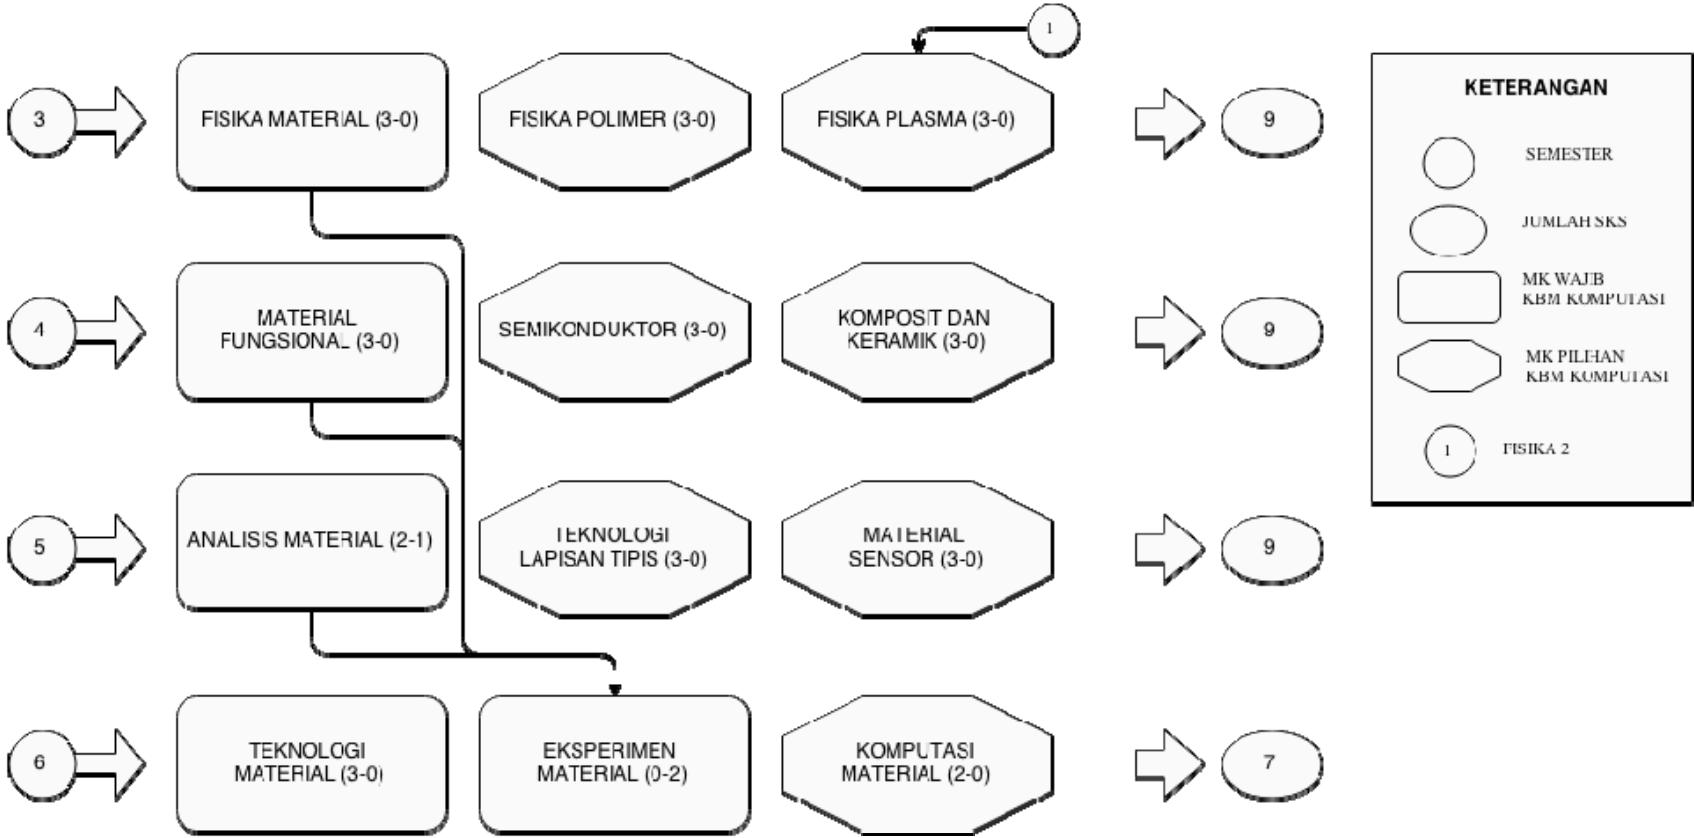 1
3
FISIKA MATERIAL (3-0)
FISIKA POLIMER (3-0)
FISIKA PLASMA (3-0)
9
4
MATERIAL
FUNGSIONAL (3-0)
SEMIKONDUKTOR (3-0)
KOMPOSIT DAN
KERAMIK (3-0)
9
5
ANALISIS MATERIAL (2-1)
TEKNOLOGI
LAPISAN TIPIS (3-0)
MATERIAL
SENSOR (3-0)
9
6
TEKNOLOGI
MATERIAL (3-0)
EKSPERIMEN
MATERIAL (0-2)
KOMPUTASI
MATERIAL (2-0)
7
KETERANGAN
SEMESTER
JUMLAH SKS
MK WAJIB
KBM KOMPUTASI
MK PILIHAN
KBM KOMPUTASI
1
FISIKA 2